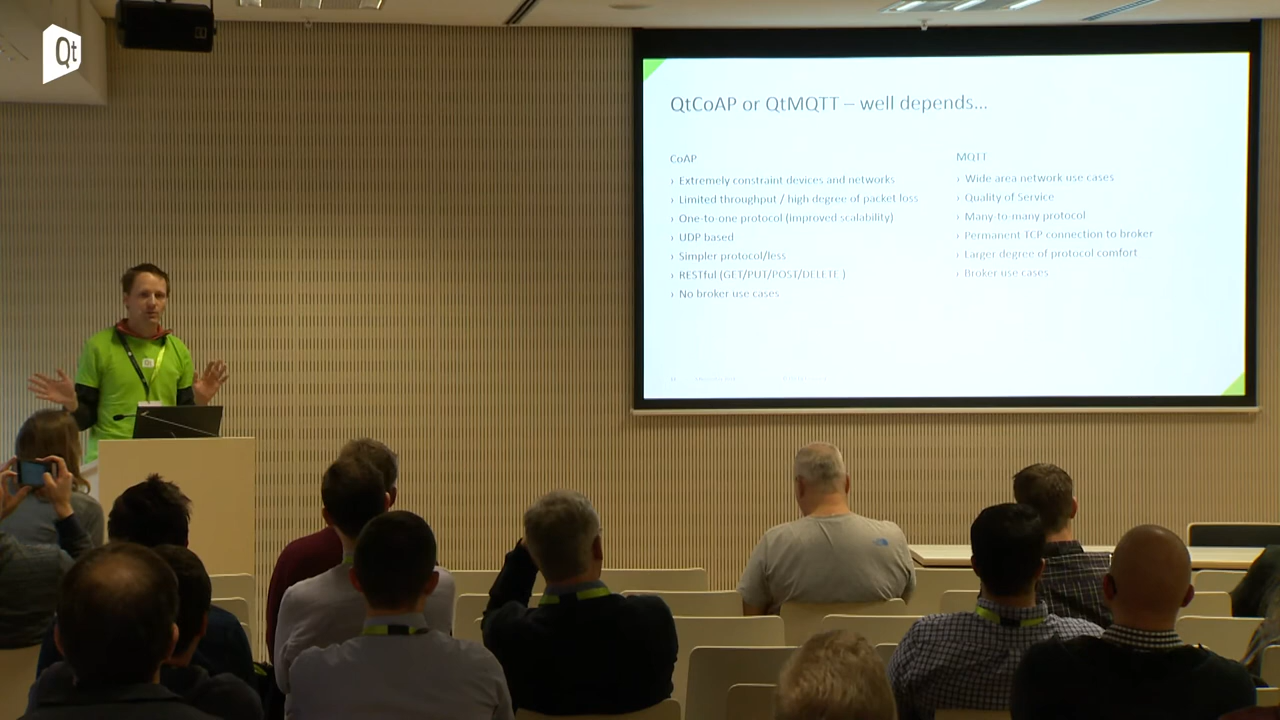 Qt
QtCoAP or QtMQTT – well depends...
CoAP
› Extremely constraint devices and networks
› Limited throughput / high degree of packet loss
› One-to-one protocol (improved scalability)
› UDP based
› Simpler protocol/less
› RESTful (GET/PUT/POST/DELETE )
› No broker use cases
MQTT
› Wide area network use cases
› Quality of Service
› Many-to-many protocol
› Permanent TCP connection to broker
› Larger degree of protocol comfort
› Broker use cases